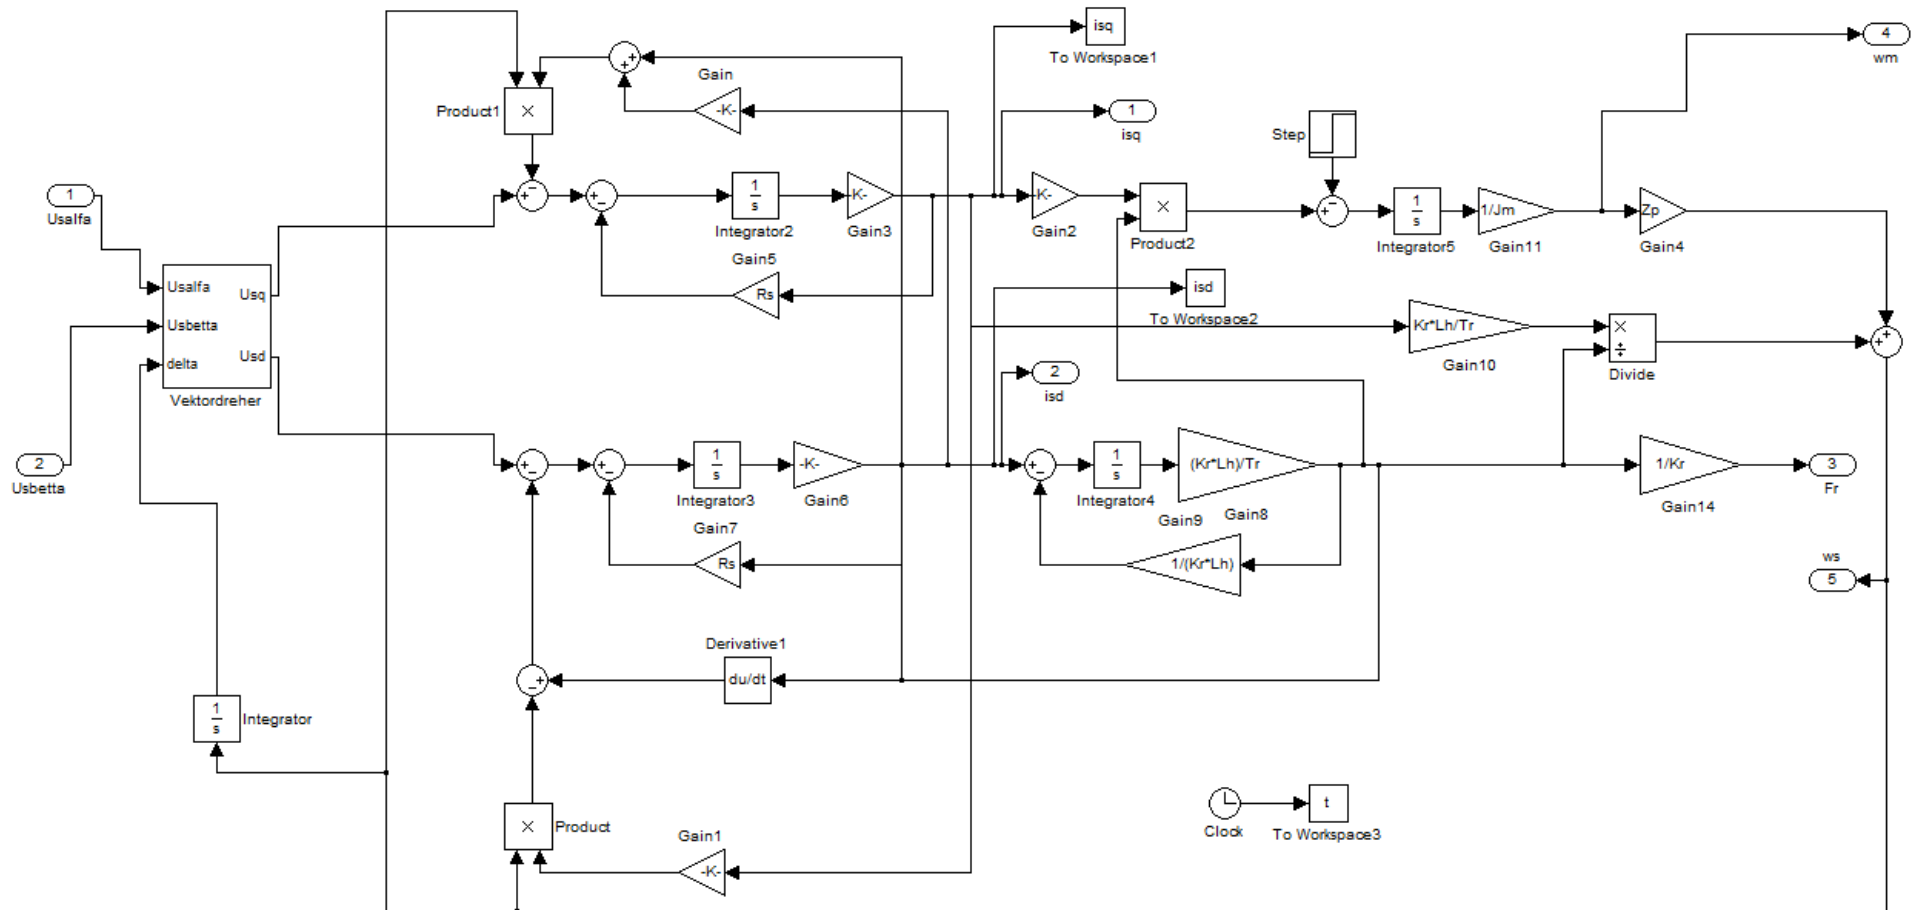 isq
To Workspace1
4
wm
Gain
-K-
Product1
×
1
isq
Step
1
Usalfa
1
s
Integrator2
K-
Gain3
K-
Gain2
×
Product2
1
s
Integrator5
1/Jm
Gain11
Zp
Gain4
Gain5
Rs
Usalfa
Usq
Usbetta
Usd
delta
Vektordreher
isd
To Workspace2
Kr*Lh/Tr
Gain10
×
÷
Divide
2
isd
2
Usbetta
1
s
Integrator3
-K-
Gain6
1
s
Integrator4
(Kr*Lh)/Tr
Gain9
Gain8
1/Kr
Gain14
3
Fr
Gain7
Rs
1/(Kr*Lh)
ws
5
Derivative1
du/dt
1
s
Integrator
×
Product
Gain1
-K-
Clock
t
To Workspace3